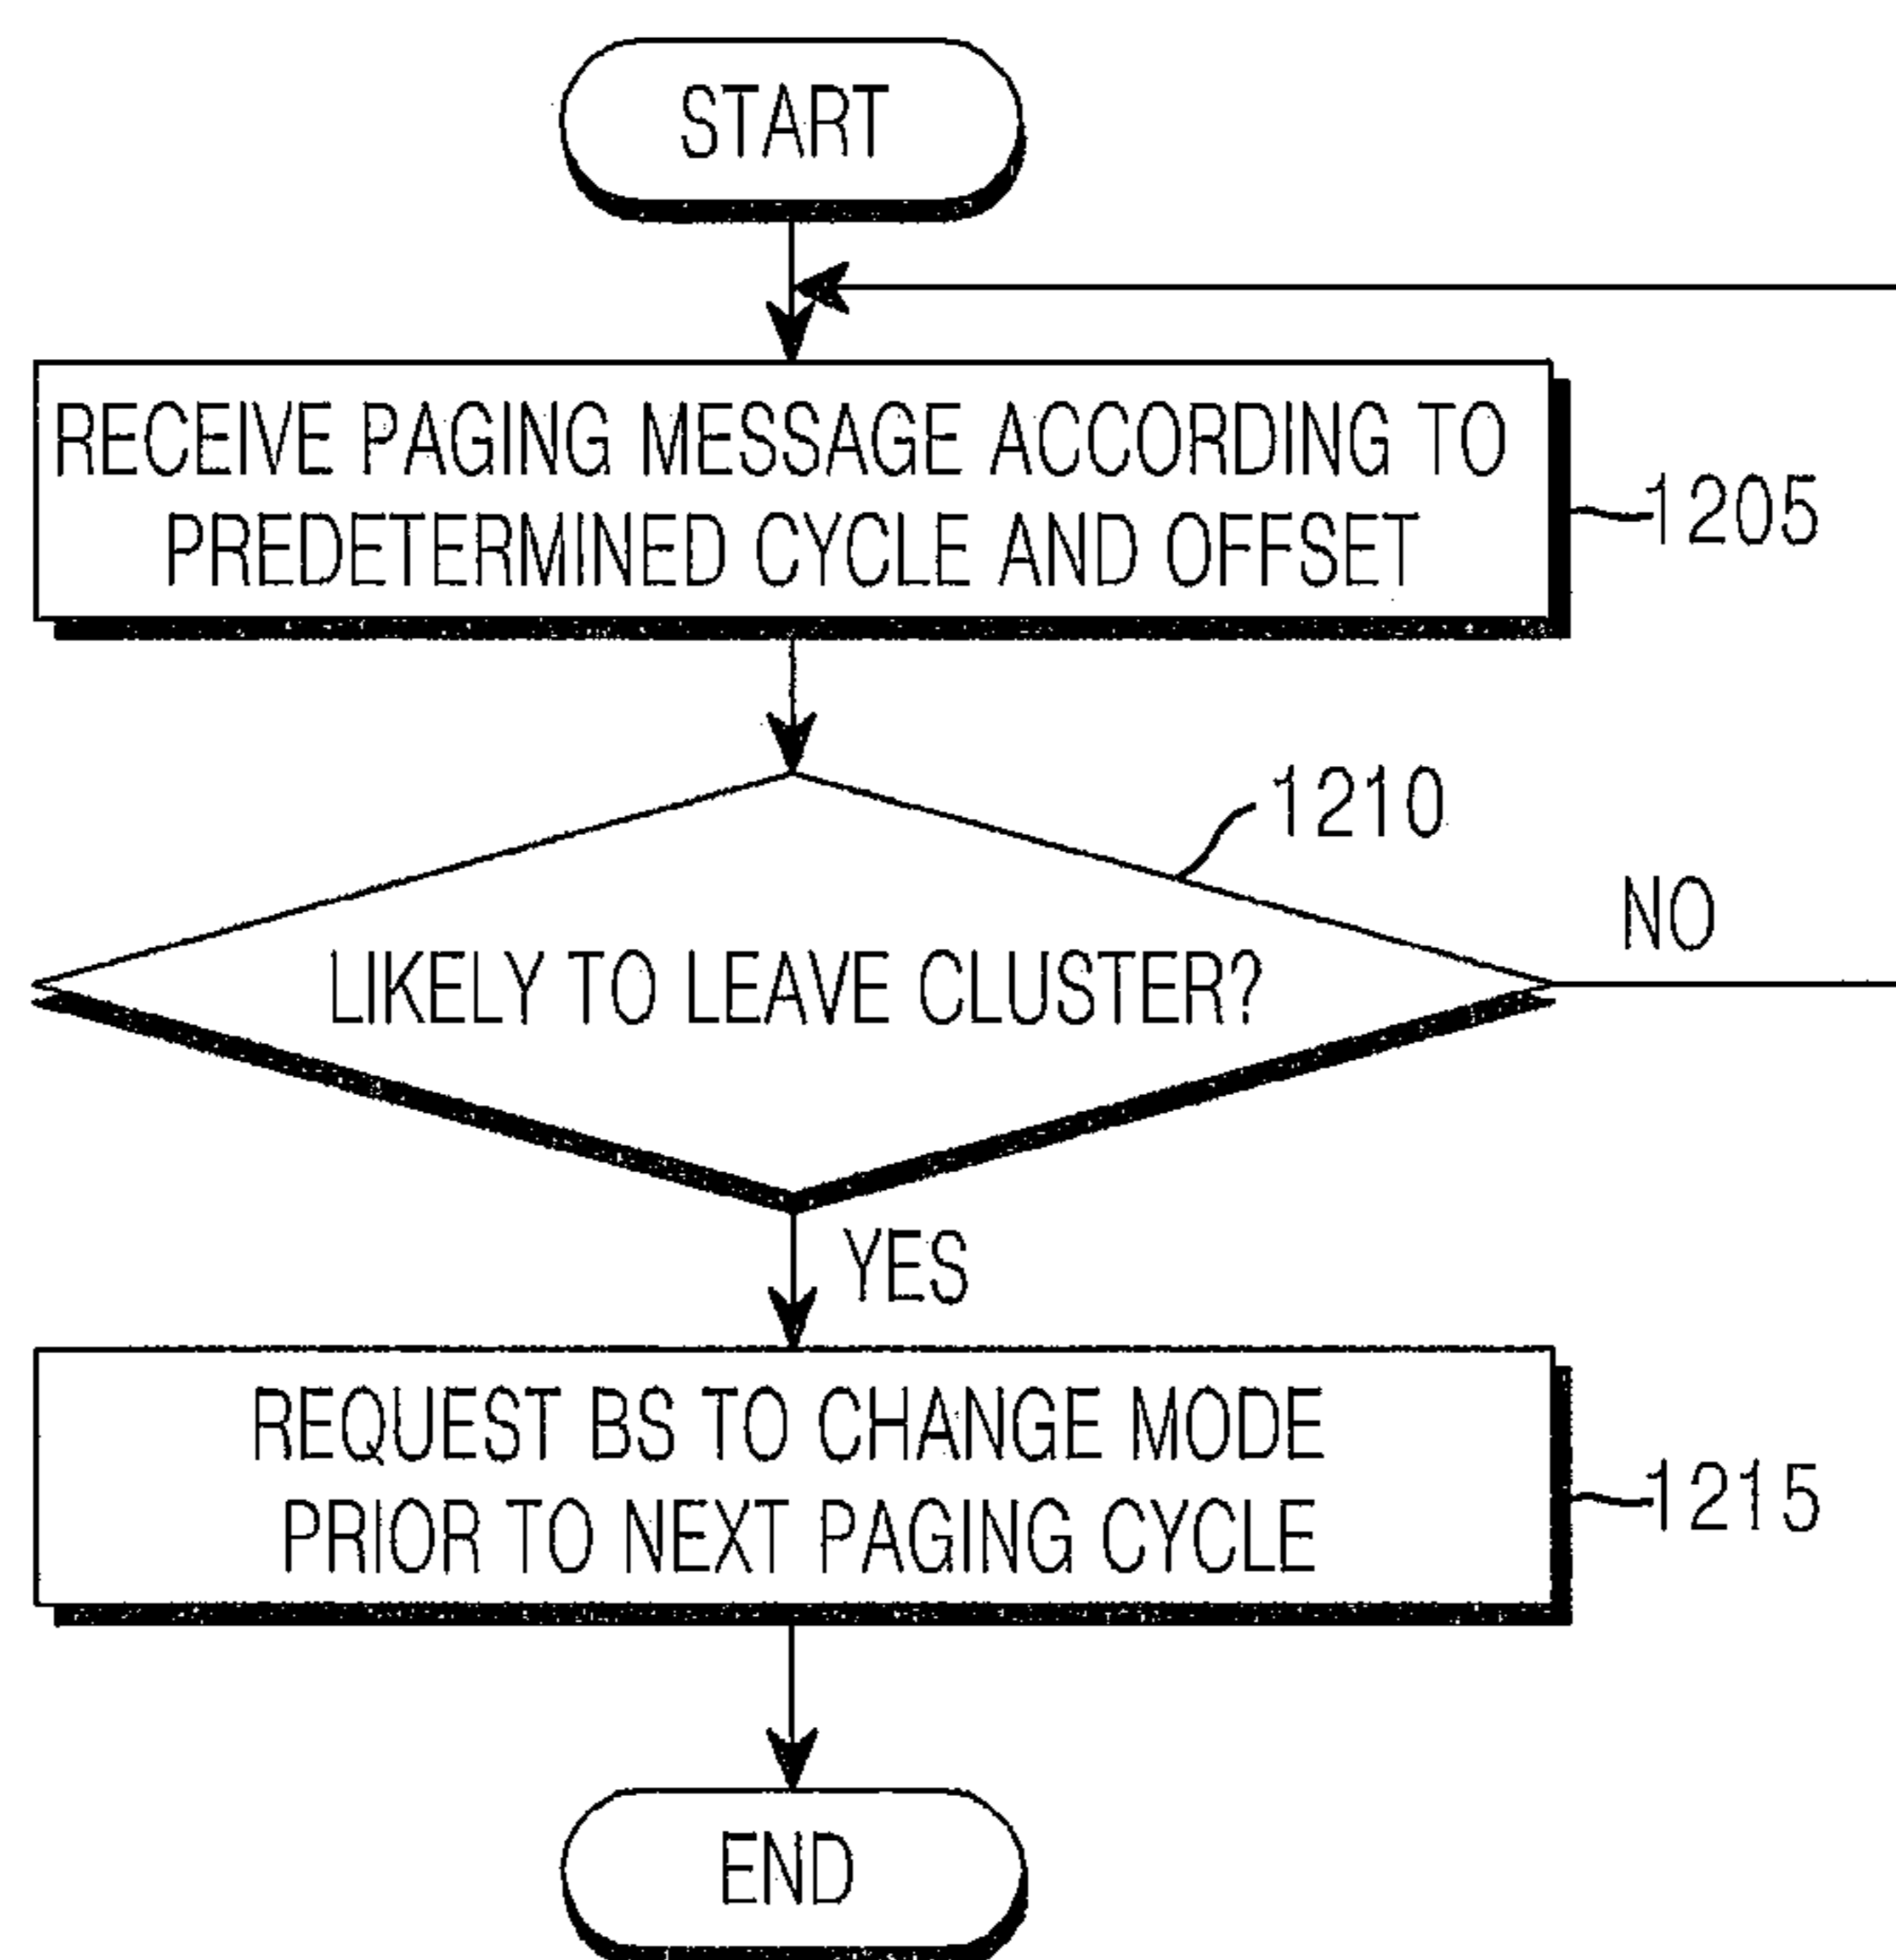 START
RECEIVE PAGING MESSAGE ACCORDING TO
PREDETERMINED CYCLE AND OFFSET
1205
1210
LIKELY TO LEAVE CLUSTER?
NO
YES
REQUEST BS TO CHANGE MODE
PRIOR TO NEXT PAGING CYCLE
1215
END